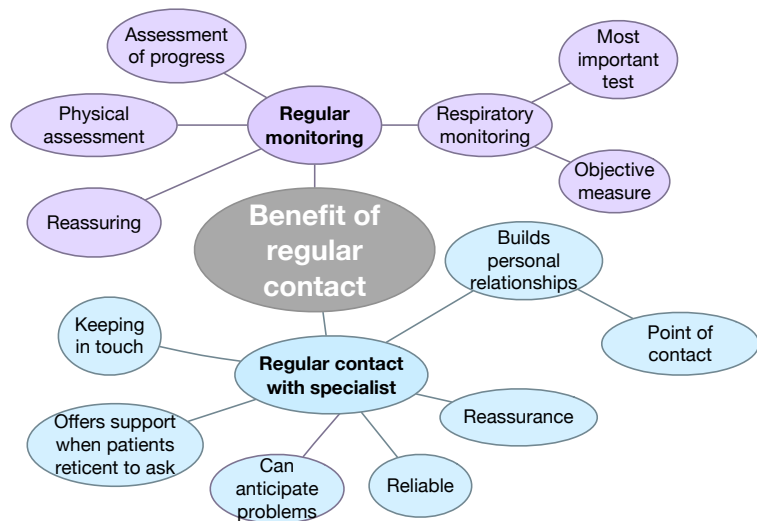 Assessment
of progress
Most
important
test
Physical
assessment
Regular
monitoring
Respiratory
monitoring
Objective
measure
Reassuring
Benefit of
regular
contact
Builds
personal
relationships
Keeping
in touch
Point of
contact
Regular contact
with specialist
Reassurance
Offers support
when patients
reticent to ask
Can
anticipate
problems
Reliable